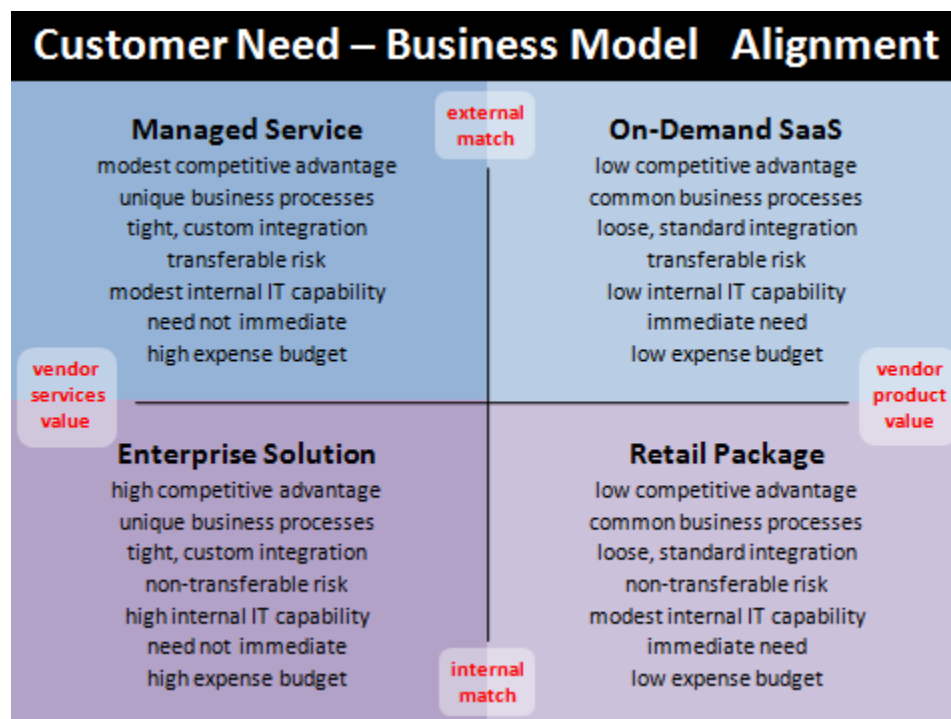 Customer Need – Business Model Alignment
external
match
Managed Service
modest competitive advantage
unique business processes
tight, custom integration
transferable risk
modest internal IT capability
need not immediate
high expense budget
On-Demand SaaS
low competitive advantage
common business processes
loose, standard integration
transferable risk
low internal IT capability
immediate need
low expense budget
vendor
services
value
vendor
product
value
Enterprise Solution
high competitive advantage
unique business processes
tight, custom integration
non-transferable risk
high internal IT capability
need not immediate
high expense budget
Retail Package
low competitive advantage
common business processes
loose, standard integration
non-transferable risk
modest internal IT capability
immediate need
low expense budget
internal
match